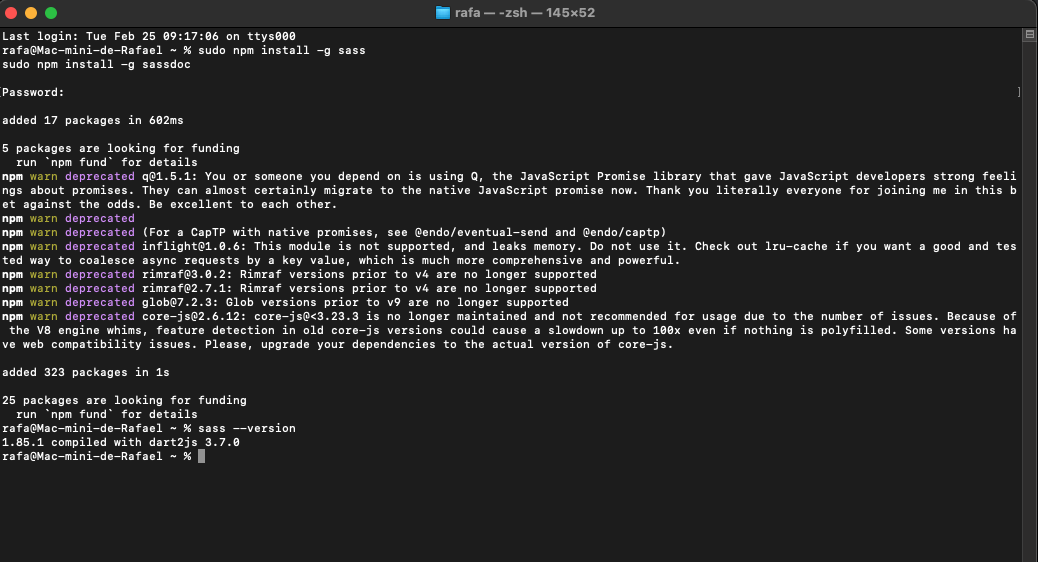 rafa — -zsh — 145×52
Last login: Tue Feb 25 09:17:06 on ttys000
rafa@Mac-mini-de-Rafael ~ % sudo npm install -g sass
sudo npm install -g sassdoc
[Password: ]
added 17 packages in 602ms
5 packages are looking for funding
  run `npm fund` for details
npm warn deprecated q@1.5.1: You or someone you depend on is using Q, the JavaScript Promise library that gave JavaScript developers strong feeli
ngs about promises. They can almost certainly migrate to the native JavaScript promise now. Thank you literally everyone for joining me in this b
et against the odds. Be excellent to each other.
npm warn deprecated
npm warn deprecated (For a CapTP with native promises, see @endo/eventual-send and @endo/captp)
npm warn deprecated inflight@1.0.6: This module is not supported, and leaks memory. Do not use it. Check out lru-cache if you want a good and tes
ted way to coalesce async requests by a key value, which is much more comprehensive and powerful.
npm warn deprecated rimraf@3.0.2: Rimraf versions prior to v4 are no longer supported
npm warn deprecated rimraf@2.7.1: Rimraf versions prior to v4 are no longer supported
npm warn deprecated glob@7.2.3: Glob versions prior to v9 are no longer supported
npm warn deprecated core-js@2.6.12: core-js@<3.23.3 is no longer maintained and not recommended for usage due to the number of issues. Because of
 the V8 engine whims, feature detection in old core-js versions could cause a slowdown up to 100x even if nothing is polyfilled. Some versions ha
ve web compatibility issues. Please, upgrade your dependencies to the actual version of core-js.
added 323 packages in 1s
25 packages are looking for funding
  run `npm fund` for details
rafa@Mac-mini-de-Rafael ~ % sass --version
1.85.1 compiled with dart2js 3.7.0
rafa@Mac-mini-de-Rafael ~ %